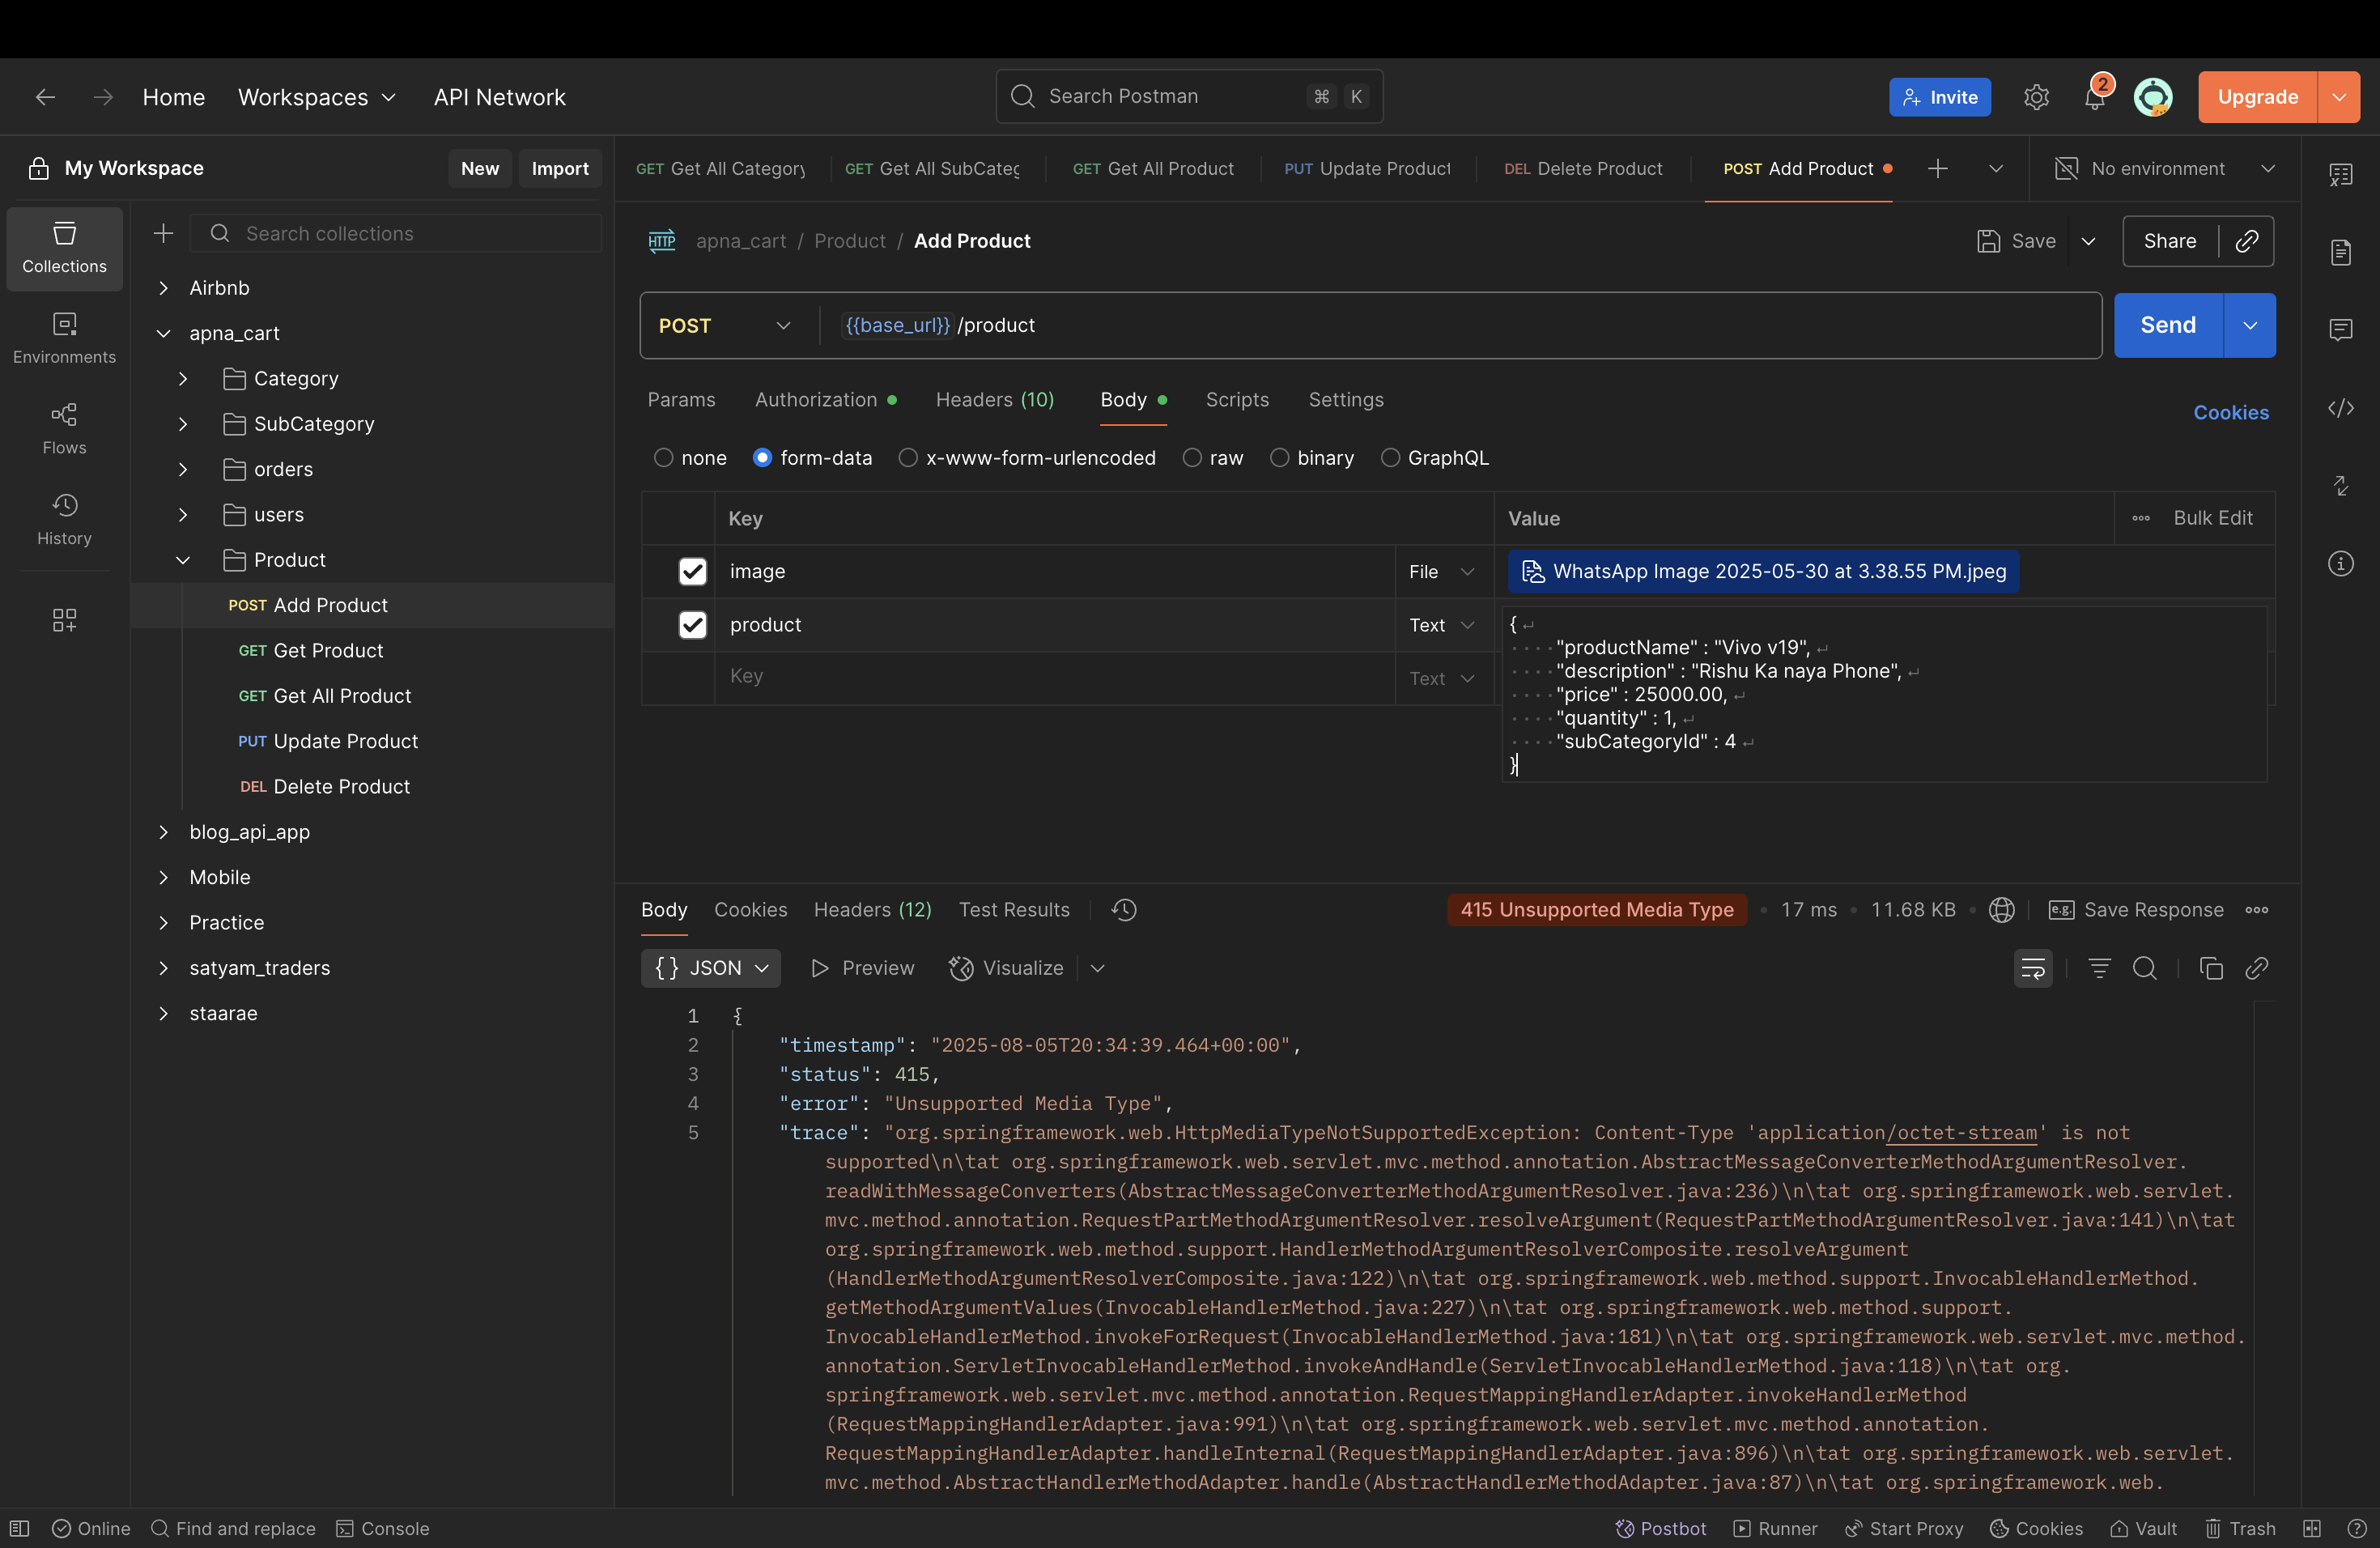 Home
Workspaces
API Network
Search Postman
⌘ K
Invite
2
Upgrade
My Workspace
New
Import
GET Get All Category
GET Get All SubCateg
GET Get All Product
PUT Update Product
DEL Delete Product
POST Add Product
No environment
Collections
Environments
Flows
History
Search collections
Airbnb
apna_cart
Category
SubCategory
orders
users
Product
POST Add Product
GET Get Product
GET Get All Product
PUT Update Product
DEL Delete Product
blog_api_app
Mobile
Practice
satyam_traders
staarae
HTTP
apna_cart / Product / Add Product
Save
Share
POST
{{base_url}} /product
Send
Params
Authorization
Headers (10)
Body
Scripts
Settings
Cookies
none
form-data
x-www-form-urlencoded
raw
binary
GraphQL
Key
Value
Bulk Edit
image
File
WhatsApp Image 2025-05-30 at 3.38.55 PM.jpeg
product
Text
{
"productName" : "Vivo v19",
"description" : "Rishu Ka naya Phone",
"price" : 25000.00,
"quantity" : 1,
"subCategoryId" : 4
}
Key
Text
Body
Cookies
Headers (12)
Test Results
415 Unsupported Media Type
17 ms
11.68 KB
e.g.
Save Response
{} JSON
Preview
Visualize
1 {
2 "timestamp": "2025-08-05T20:34:39.464+00:00",
3 "status": 415,
4 "error": "Unsupported Media Type",
5 "trace": "org.springframework.web.HttpMediaTypeNotSupportedException: Content-Type 'application/octet-stream' is not
supported\n\tat org.springframework.web.servlet.mvc.method.annotation.AbstractMessageConverterMethodArgumentResolver.
readWithMessageConverters(AbstractMessageConverterMethodArgumentResolver.java:236)\n\tat org.springframework.web.servlet.
mvc.method.annotation.RequestPartMethodArgumentResolver.resolveArgument(RequestPartMethodArgumentResolver.java:141)\n\tat
org.springframework.web.method.support.HandlerMethodArgumentResolverComposite.resolveArgument
(HandlerMethodArgumentResolverComposite.java:122)\n\tat org.springframework.web.method.support.InvocableHandlerMethod.
getMethodArgumentValues(InvocableHandlerMethod.java:227)\n\tat org.springframework.web.method.support.
InvocableHandlerMethod.invokeForRequest(InvocableHandlerMethod.java:181)\n\tat org.springframework.web.servlet.mvc.method.
annotation.ServletInvocableHandlerMethod.invokeAndHandle(ServletInvocableHandlerMethod.java:118)\n\tat org.
springframework.web.servlet.mvc.method.annotation.RequestMappingHandlerAdapter.invokeHandlerMethod
(RequestMappingHandlerAdapter.java:991)\n\tat org.springframework.web.servlet.mvc.method.annotation.
RequestMappingHandlerAdapter.handleInternal(RequestMappingHandlerAdapter.java:896)\n\tat org.springframework.web.servlet.
mvc.method.AbstractHandlerMethodAdapter.handle(AbstractHandlerMethodAdapter.java:87)\n\tat org.springframework.web.
Online
Find and replace
Console
Postbot
Runner
Start Proxy
Cookies
Vault
Trash